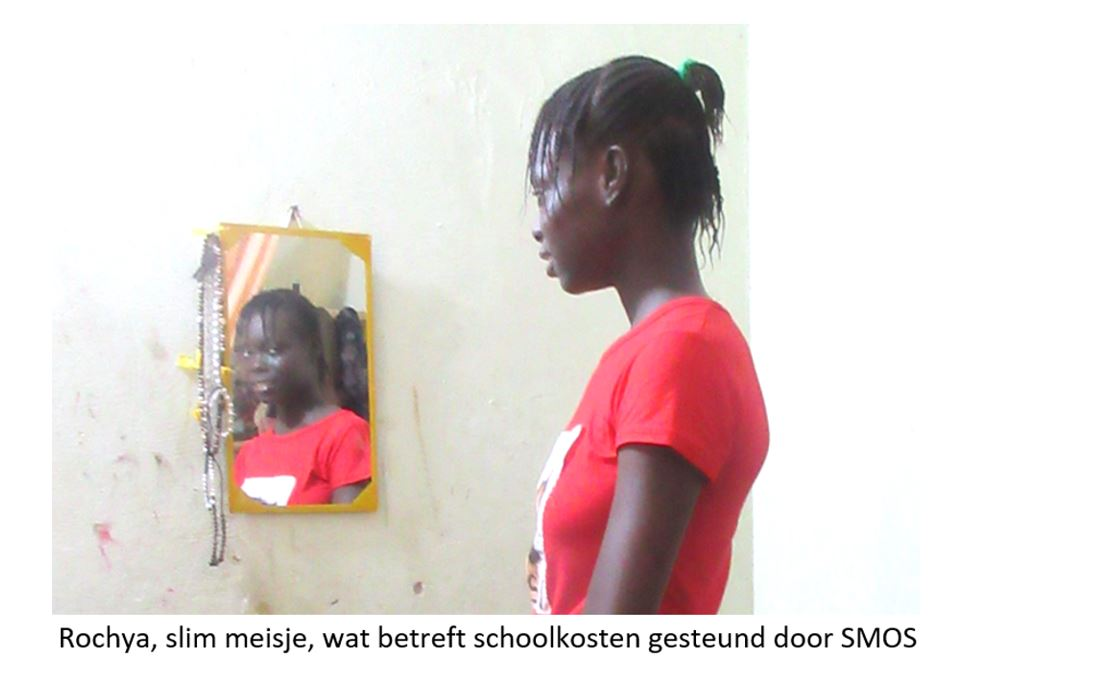 Rochya, slim meisje, wat betreft schoolkosten gesteund door SMOS